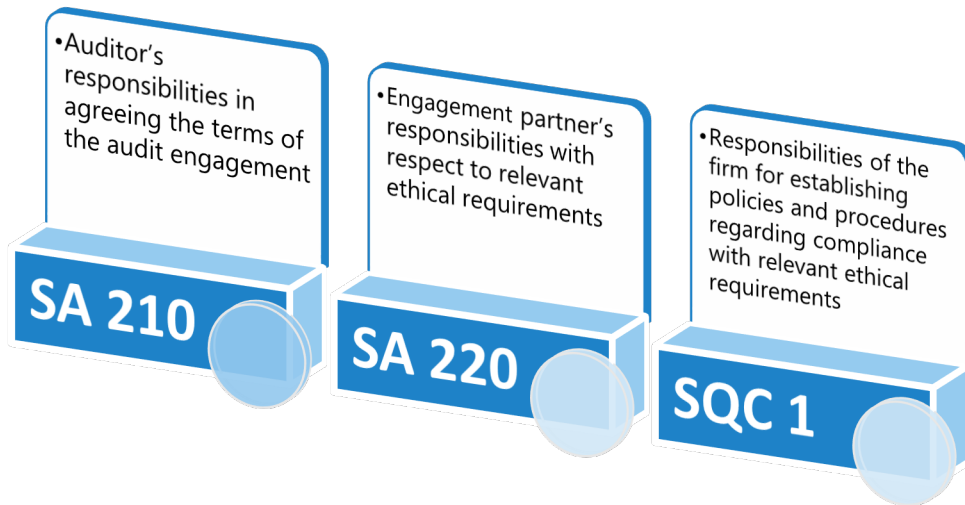 •Auditor's
responsibilities in
agreeing the terms of
the audit engagement
SA 210
•Engagement partner's
responsibilities with
respect to relevant
ethical requirements
SA 220
•Responsibilities of the
firm for establishing
policies and procedures
regarding compliance
with relevant ethical
requirements
SQC 1